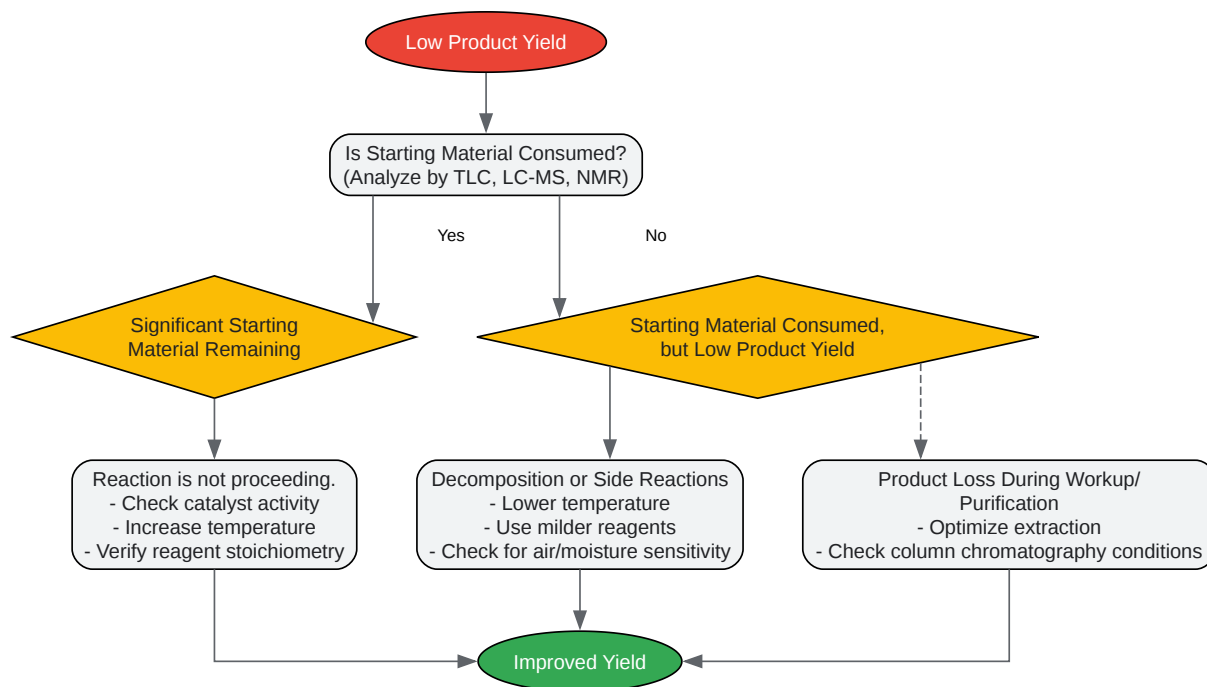 Low Product Yield
Is Starting Material Consumed?
(Analyze by TLC, LC-MS, NMR)
Yes
No
Significant Starting
Material Remaining
Starting Material Consumed,
but Low Product Yield
Reaction is not proceeding.
- Check catalyst activity
- Increase temperature
- Verify reagent stoichiometry
Decomposition or Side Reactions
- Lower temperature
- Use milder reagents
- Check for air/moisture sensitivity
Product Loss During Workup/
Purification
- Optimize extraction
- Check column chromatography conditions
Improved Yield